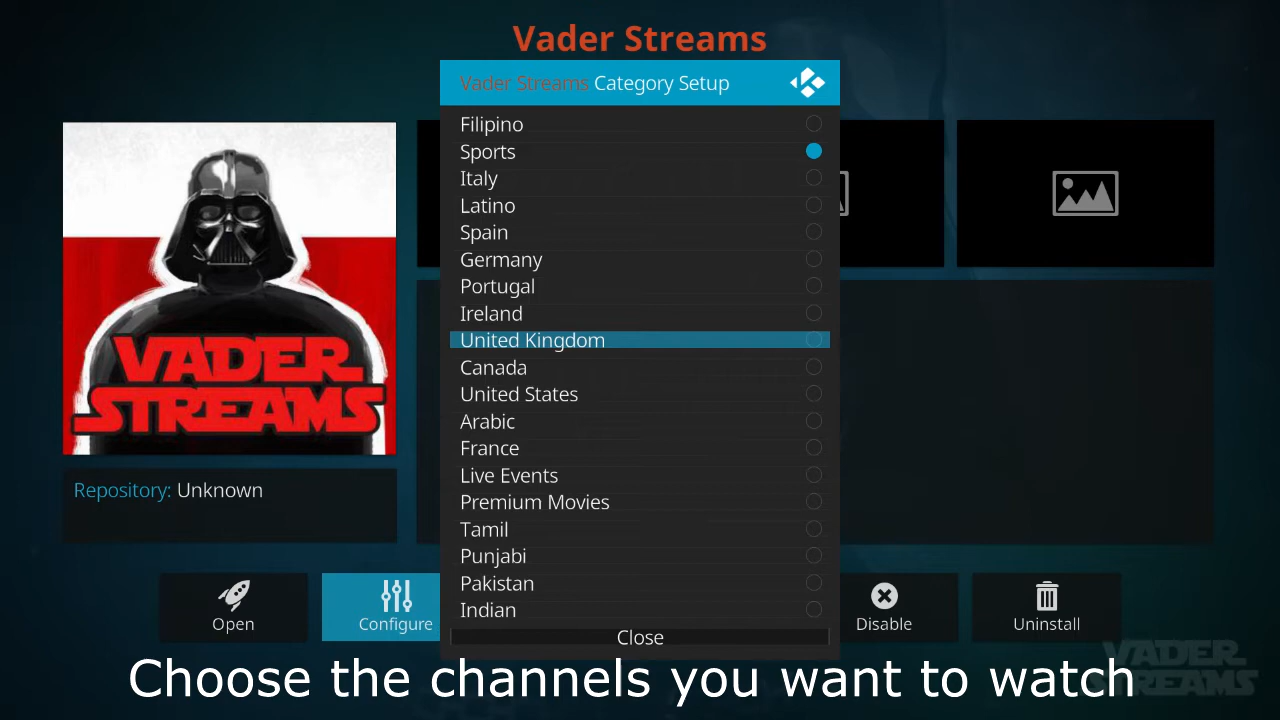 Vader Streams
Vader Streams Category Setup
Filipino
Sports
Italy
Latino
Spain
Germany
Portugal
Ireland
United Kingdom
Canada
United States
Arabic
France
Live Events
Premium Movies
Tamil
Punjabi
Pakistan
Indian
Close
VADER
STREAMS
Repository: Unknown
Open
Configure
Disable
Uninstall
Choose the channels you want to watch
VADER
STREAMS